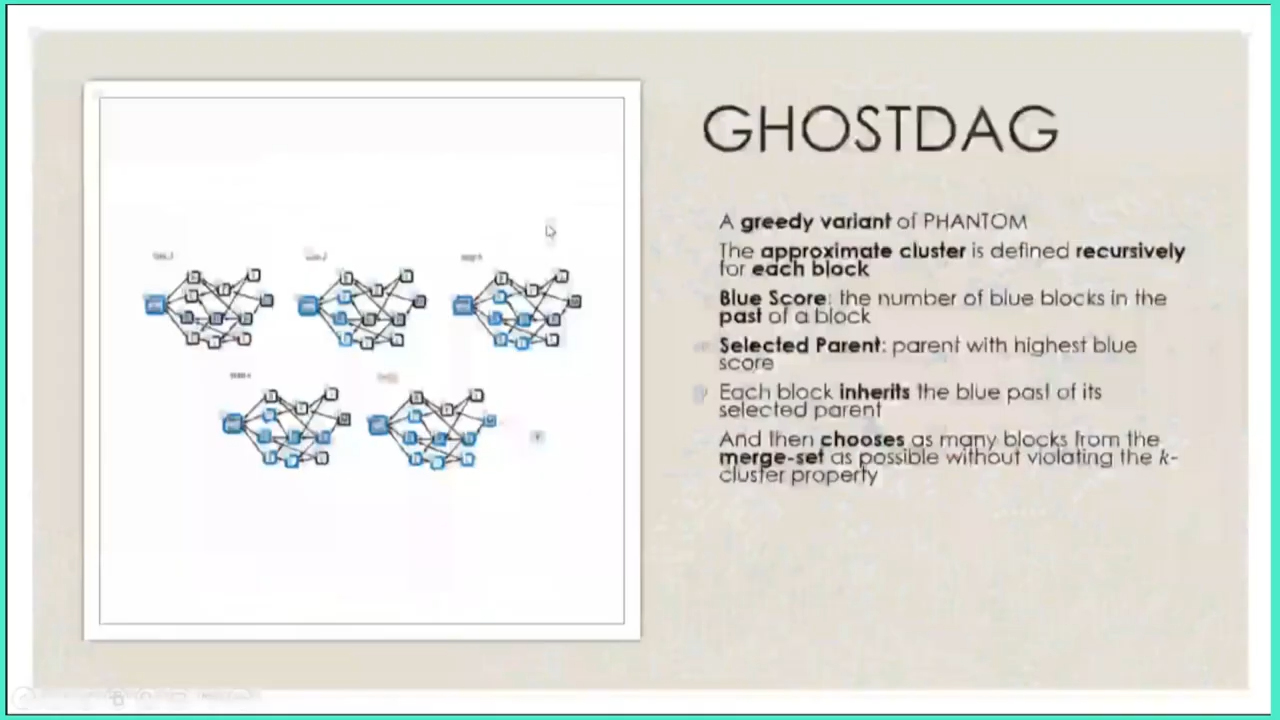 GHOSTDAG
A greedy variant of PHANTOM
The approximate cluster is defined recursively
for each block
Blue Score: the number of blue blocks in the
past of a block
Selected Parent: parent with highest blue
score
Each block inherits the blue past of its
selected parent
And then chooses as many blocks from the
merge-set as possible without violating the k-
cluster property